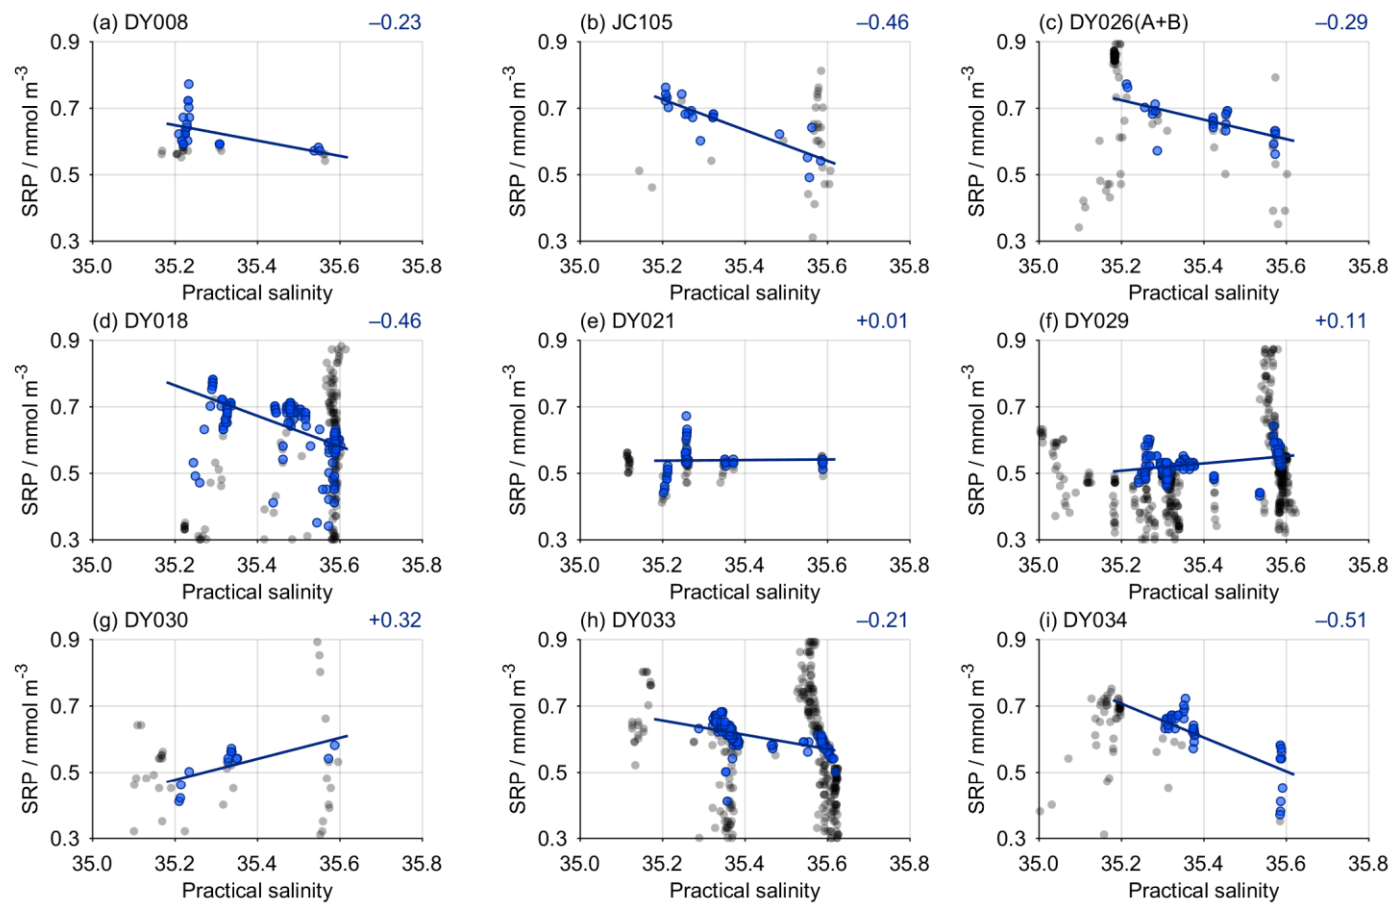 (a) DY008 –0.23
(b) JC105 –0.46
(c) DY026(A+B) –0.29
SRP / mmol m-3
0.9
0.7
0.5
0.3
35.0 35.2 35.4 35.6 35.8
Practical salinity
SRP / mmol m-3
0.9
0.7
0.5
0.3
35.0 35.2 35.4 35.6 35.8
Practical salinity
SRP / mmol m-3
0.9
0.7
0.5
0.3
35.0 35.2 35.4 35.6 35.8
Practical salinity
(d) DY018 –0.46
(e) DY021 +0.01
(f) DY029 +0.11
SRP / mmol m-3
0.9
0.7
0.5
0.3
35.0 35.2 35.4 35.6 35.8
Practical salinity
SRP / mmol m-3
0.9
0.7
0.5
0.3
35.0 35.2 35.4 35.6 35.8
Practical salinity
SRP / mmol m-3
0.9
0.7
0.5
0.3
35.0 35.2 35.4 35.6 35.8
Practical salinity
(g) DY030 +0.32
(h) DY033 –0.21
(i) DY034 –0.51
SRP / mmol m-3
0.9
0.7
0.5
0.3
35.0 35.2 35.4 35.6 35.8
Practical salinity
SRP / mmol m-3
0.9
0.7
0.5
0.3
35.0 35.2 35.4 35.6 35.8
Practical salinity
SRP / mmol m-3
0.9
0.7
0.5
0.3
35.0 35.2 35.4 35.6 35.8
Practical salinity